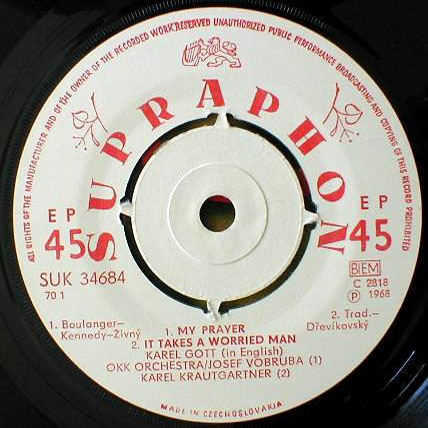 ALL RIGHTS OF THE MANUFACTURER AND OF THE OWNER OF THE RECORDED WORK RESERVED UNAUTHORIZED PUBLIC PERFORMANCE BROADCASTING AND COPYING OF THIS RECORD PROHIBITED
SUPRAPHON
EP
45
EP
45
SUK 34684
70 1
BIEM
C 2818
Ⓟ 1968
1. Boulanger–
Kennedy–Živný
2. Trad.–
Dřevíkovský
1. MY PRAYER
2. IT TAKES A WORRIED MAN
KAREL GOTT (in English)
OKK ORCHESTRA/JOSEF VOBRUBA (1)
KAREL KRAUTGARTNER (2)
MADE IN CZECHOSLOVAKIA